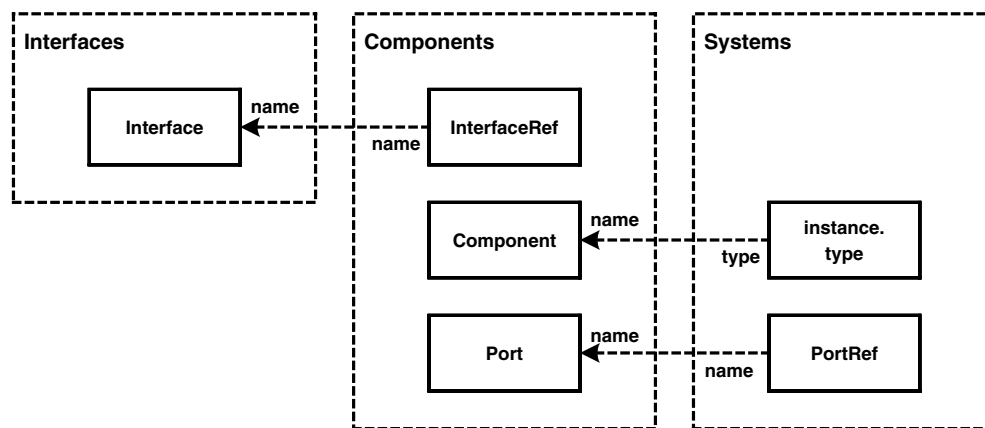 Interfaces
Components
Systems
Interface
name
name
InterfaceRef
Component
name
type
instance.
type
Port
name
name
PortRef